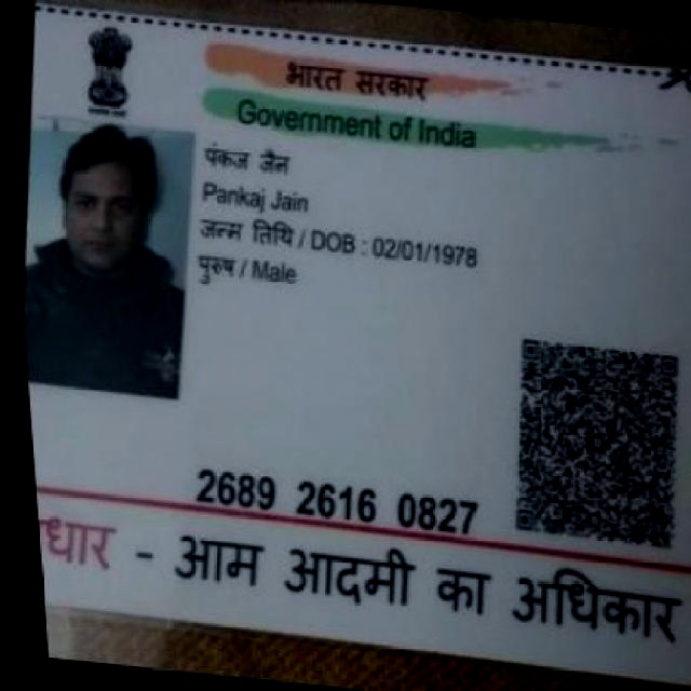 भारत सरकार
Government of India
पंकज जैन
Pankaj Jain
जन्म तिथि / DOB : 02/01/1978
पुरुष / Male
2689 2616 0827
धार - आम आदमी का अधिकार